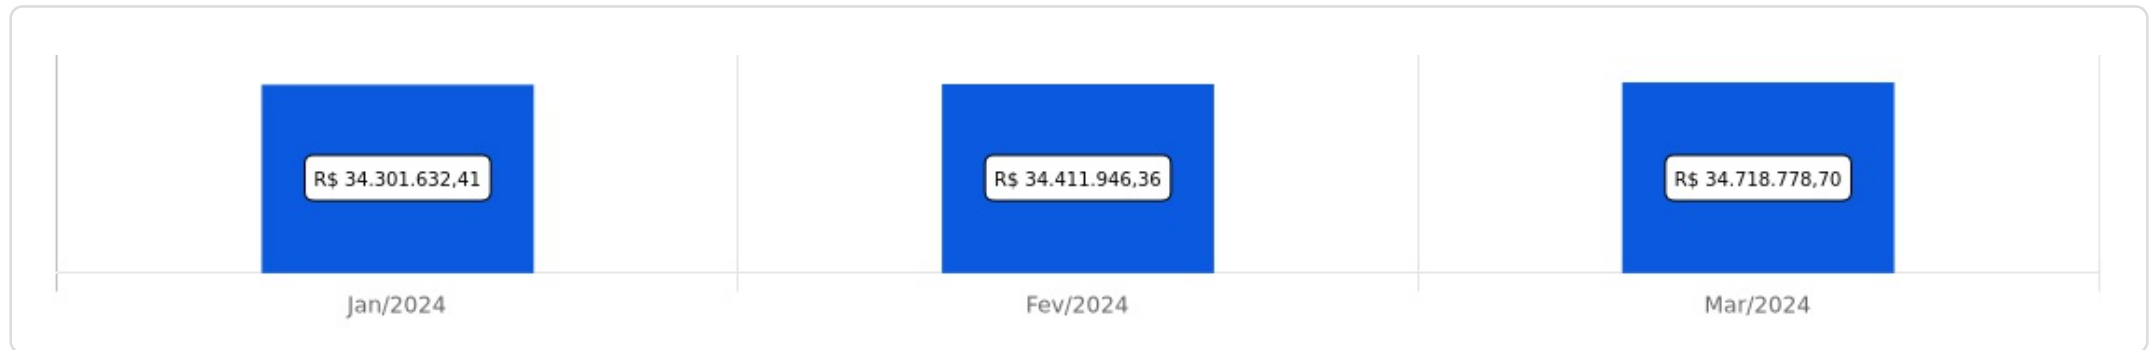 R$ 34.301.632,41
R$ 34.411.946,36
R$ 34.718.778,70
Jan/2024
Fev/2024
Mar/2024